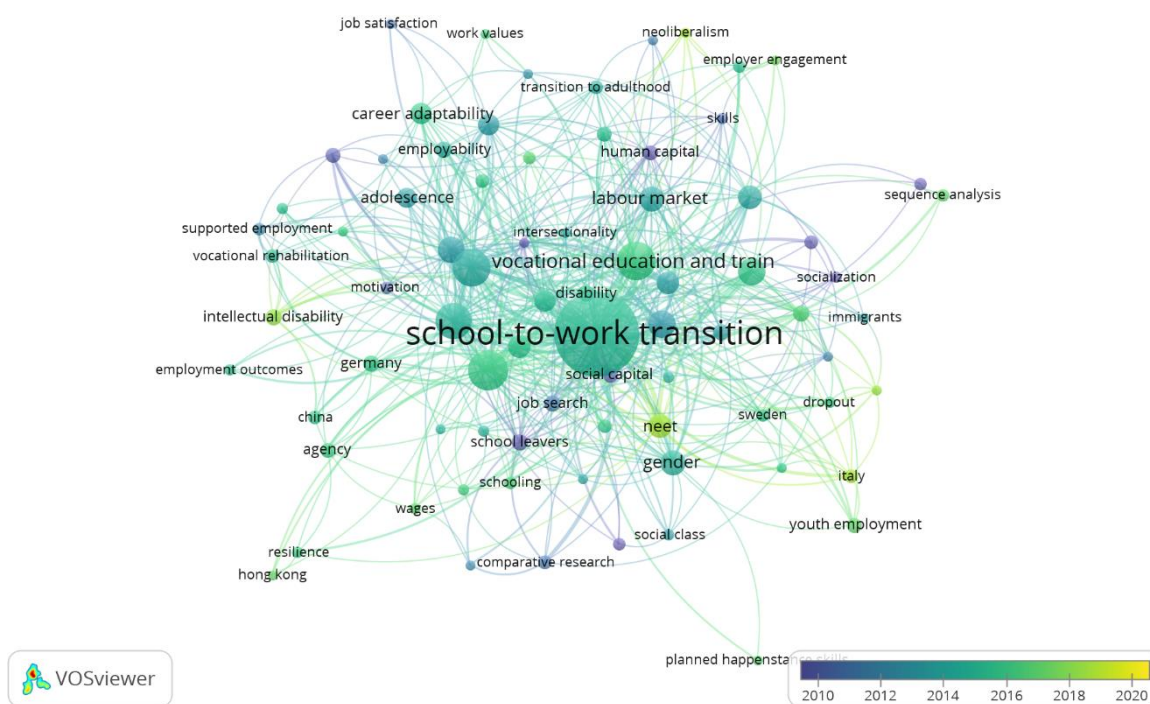 job satisfaction
work values
neoliberalism
employer engagement
transition to adulthood
career adaptability
skills
employability
human capital
adolescence
labour market
sequence analysis
supported employment
intersectionality
vocational rehabilitation
vocational education and train
socialization
motivation
disability
intellectual disability
immigrants
school-to-work transition
employment outcomes
germany
social capital
job search
dropout
china
neet
sweden
agency
school leavers
gender
schooling
italy
wages
youth employment
social class
resilience
comparative research
hong kong
planned happenstance skills
VOSviewer
2010 2012 2014 2016 2018 2020